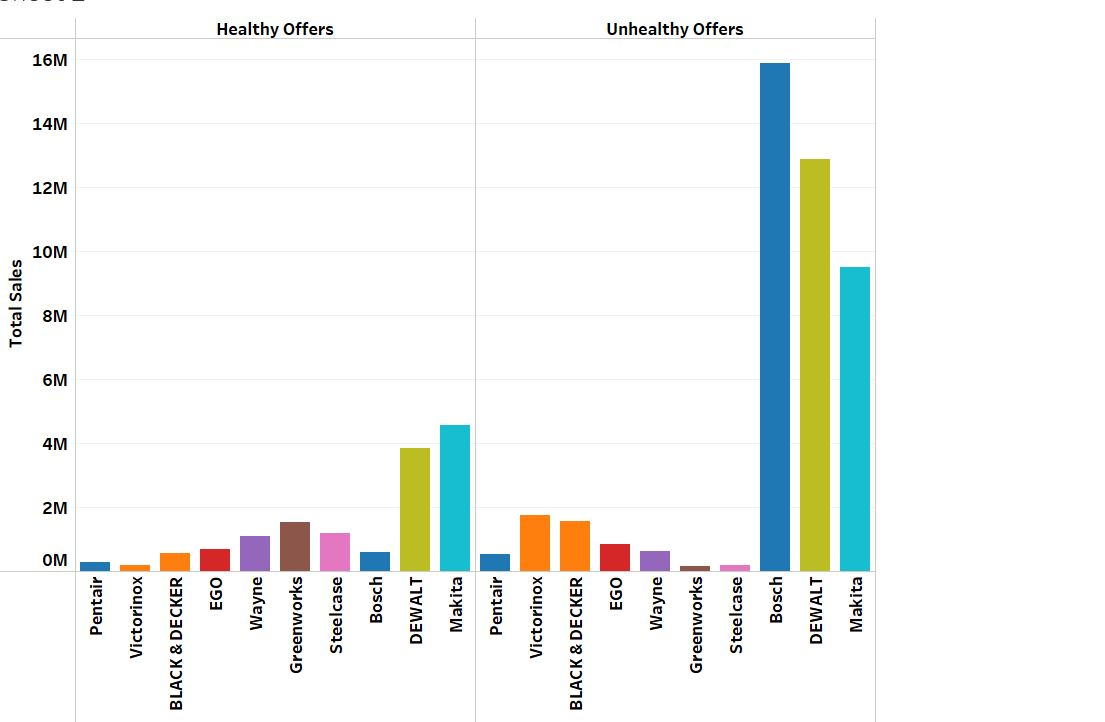 Healthy Offers
Unhealthy Offers
16M
14M
12M
10M
8M
6M
4M
2M
0M
Total Sales
Pentair
Victorinox
BLACK & DECKER
EGO
Wayne
Greenworks
Steelcase
Bosch
DEWALT
Makita
Pentair
Victorinox
BLACK & DECKER
EGO
Wayne
Greenworks
Steelcase
Bosch
DEWALT
Makita